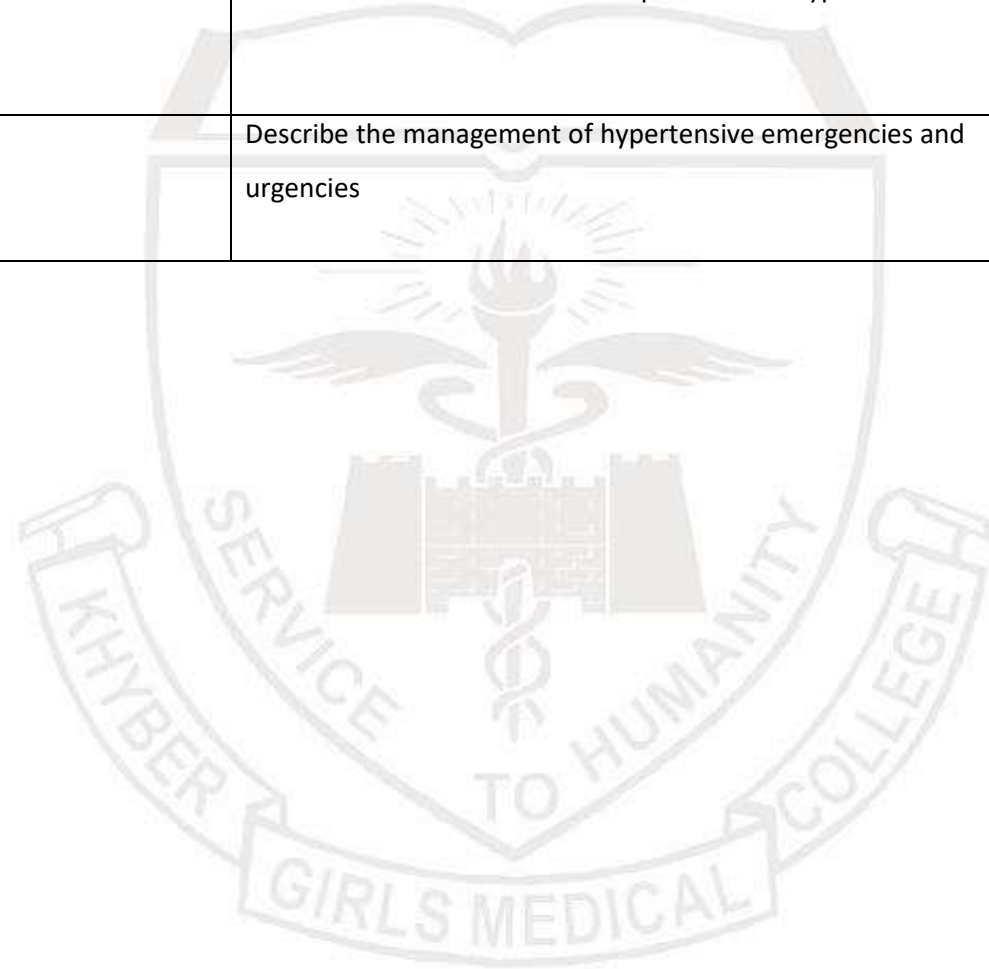 Describe the management of hypertensive emergencies and
urgencies
SERVICE
TO HUMANITY
KHYBER
GIRLS MEDICAL
COLLEGE